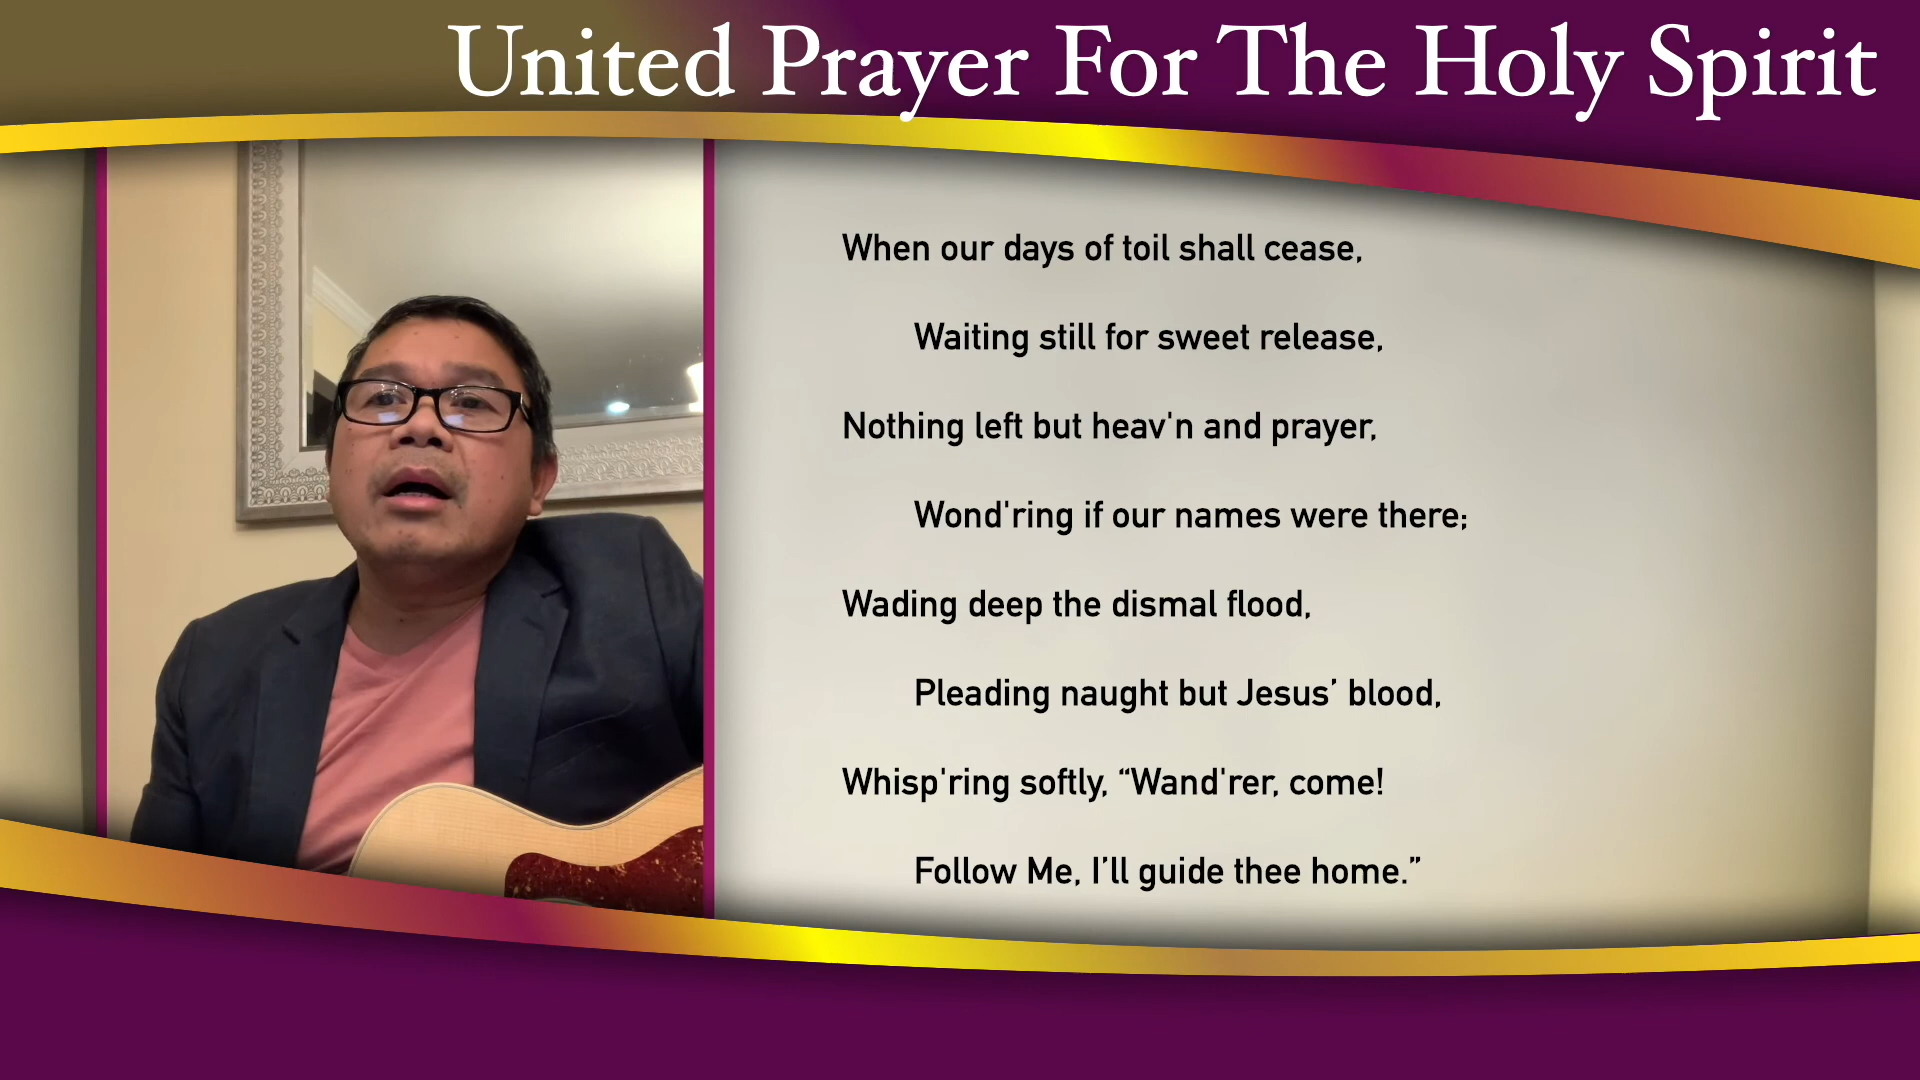 United Prayer For The Holy Spirit
When our days of toil shall cease,
Waiting still for sweet release,
Nothing left but heav'n and prayer,
Wond'ring if our names were there;
Wading deep the dismal flood,
Pleading naught but Jesus’ blood,
Whisp'ring softly, “Wand'rer, come!
Follow Me, I’ll guide thee home.”